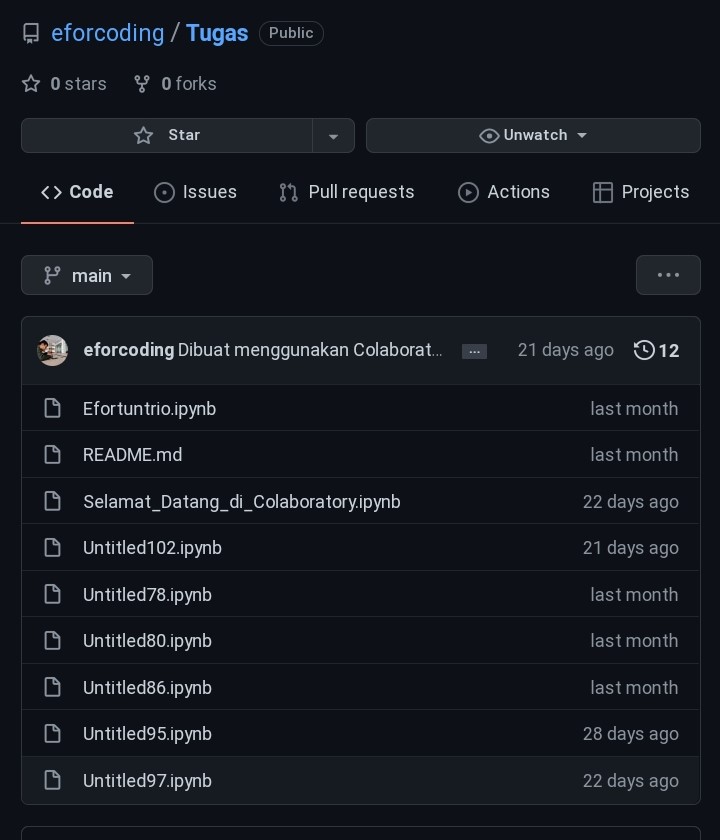 eforcoding / Tugas Public
0 stars 0 forks
Star Unwatch
Code Issues Pull requests Actions Projects
main ...
eforcoding Dibuat menggunakan Colaborat... ... 21 days ago 12
Efortuntrio.ipynb last month
README.md last month
Selamat_Datang_di_Colaboratory.ipynb 22 days ago
Untitled102.ipynb 21 days ago
Untitled78.ipynb last month
Untitled80.ipynb last month
Untitled86.ipynb last month
Untitled95.ipynb 28 days ago
Untitled97.ipynb 22 days ago